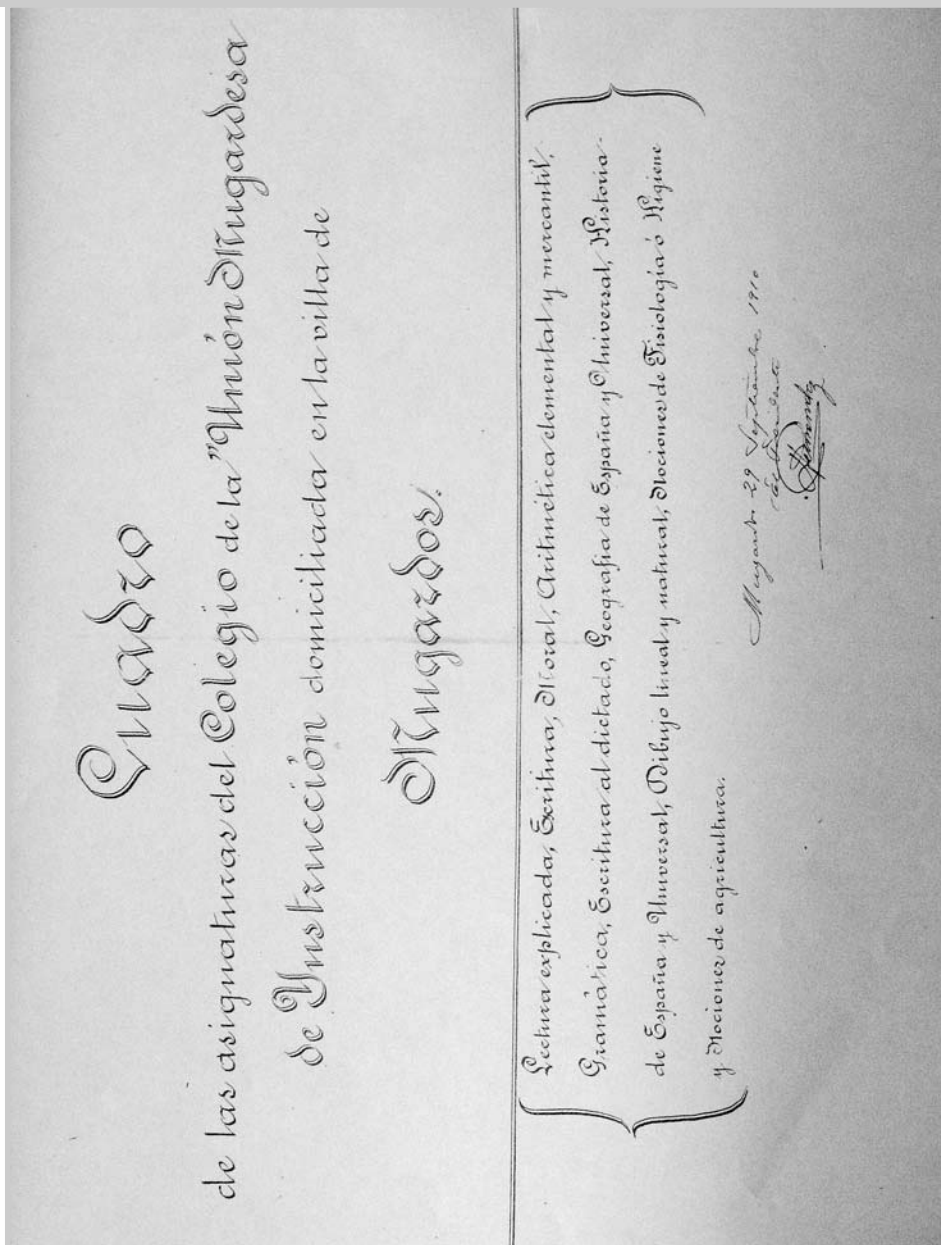 Cuadro
de las asignaturas del Colegio de la "Unión Mugardesa
de Instrucción domiciliada en la villa de
Mugardos.
Lectura explicada, Escritura, Moral, Aritmética elemental y mercantil,
Gramática, Escritura al dictado, Geografía de España y Universal, Historia
de España y Universal, Dibujo lineal y natural, Nociones de Fisiología é Higiene
y Nociones de agricultura.
Mugardos 29 Septiembre 1910
El Presidente